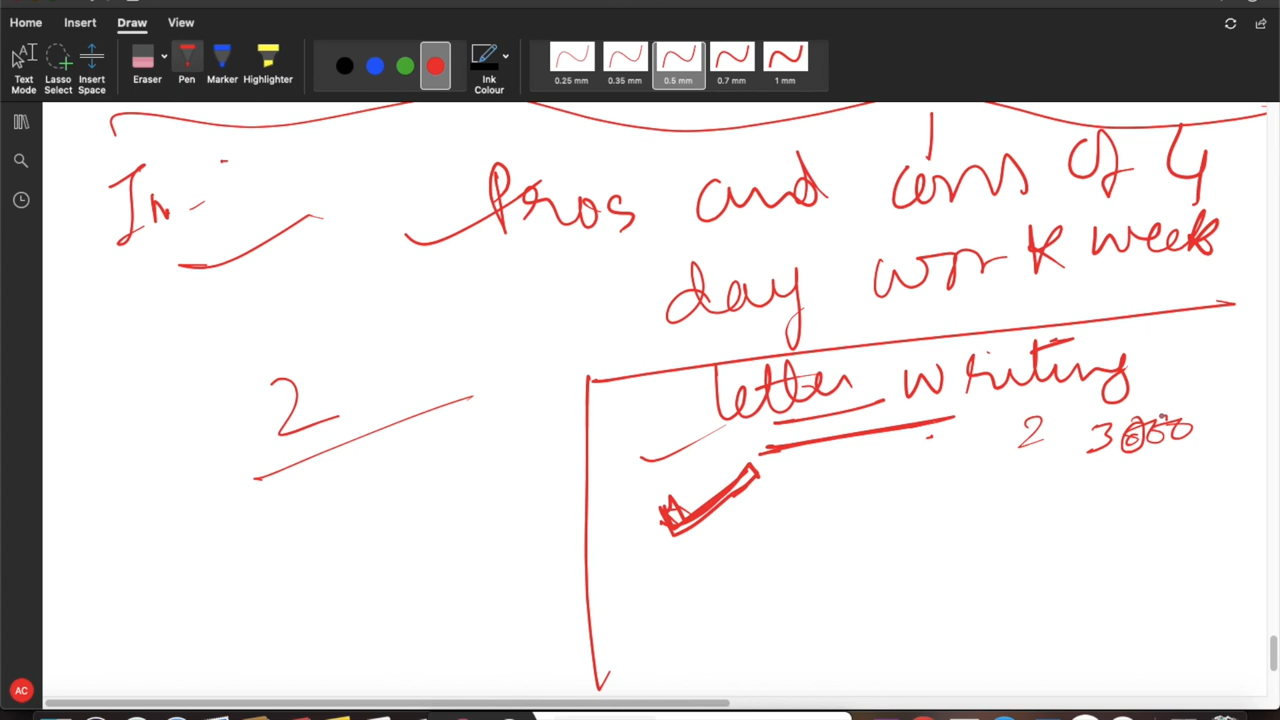 Home Insert Draw View
Text Mode
Lasso Select
Insert Space
Eraser
Pen
Marker
Highlighter
Ink Colour
0.25 mm
0.35 mm
0.5 mm
0.7 mm
1 mm
In-
Pros and cons of 4
day work week
letter writing
2 3000
2
AC